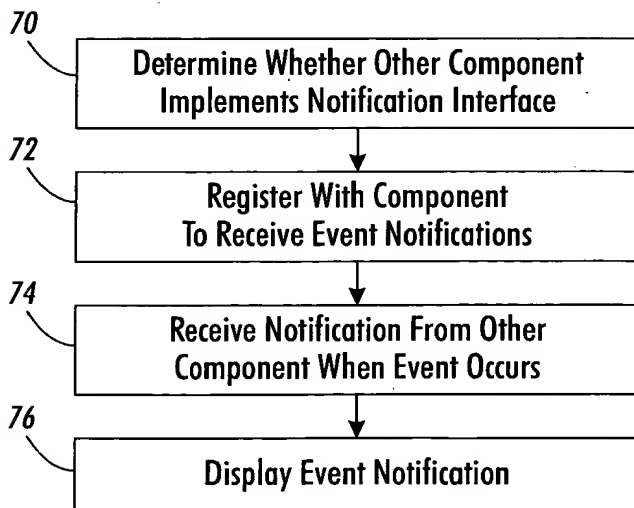 70
Determine Whether Other Component
Implements Notification Interface
72
Register With Component
To Receive Event Notifications
74
Receive Notification From Other
Component When Event Occurs
76
Display Event Notification